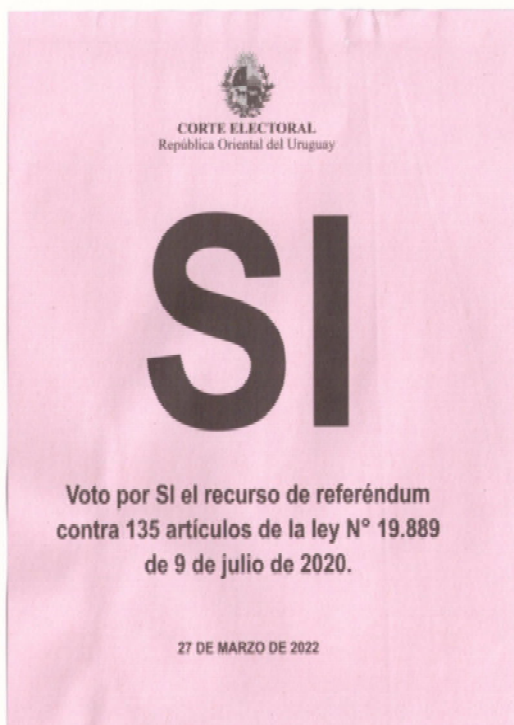 CORTE ELECTORAL
República Oriental del Uruguay
SI
Voto por SI el recurso de referéndum
contra 135 artículos de la ley N° 19.889
de 9 de julio de 2020.
27 DE MARZO DE 2022